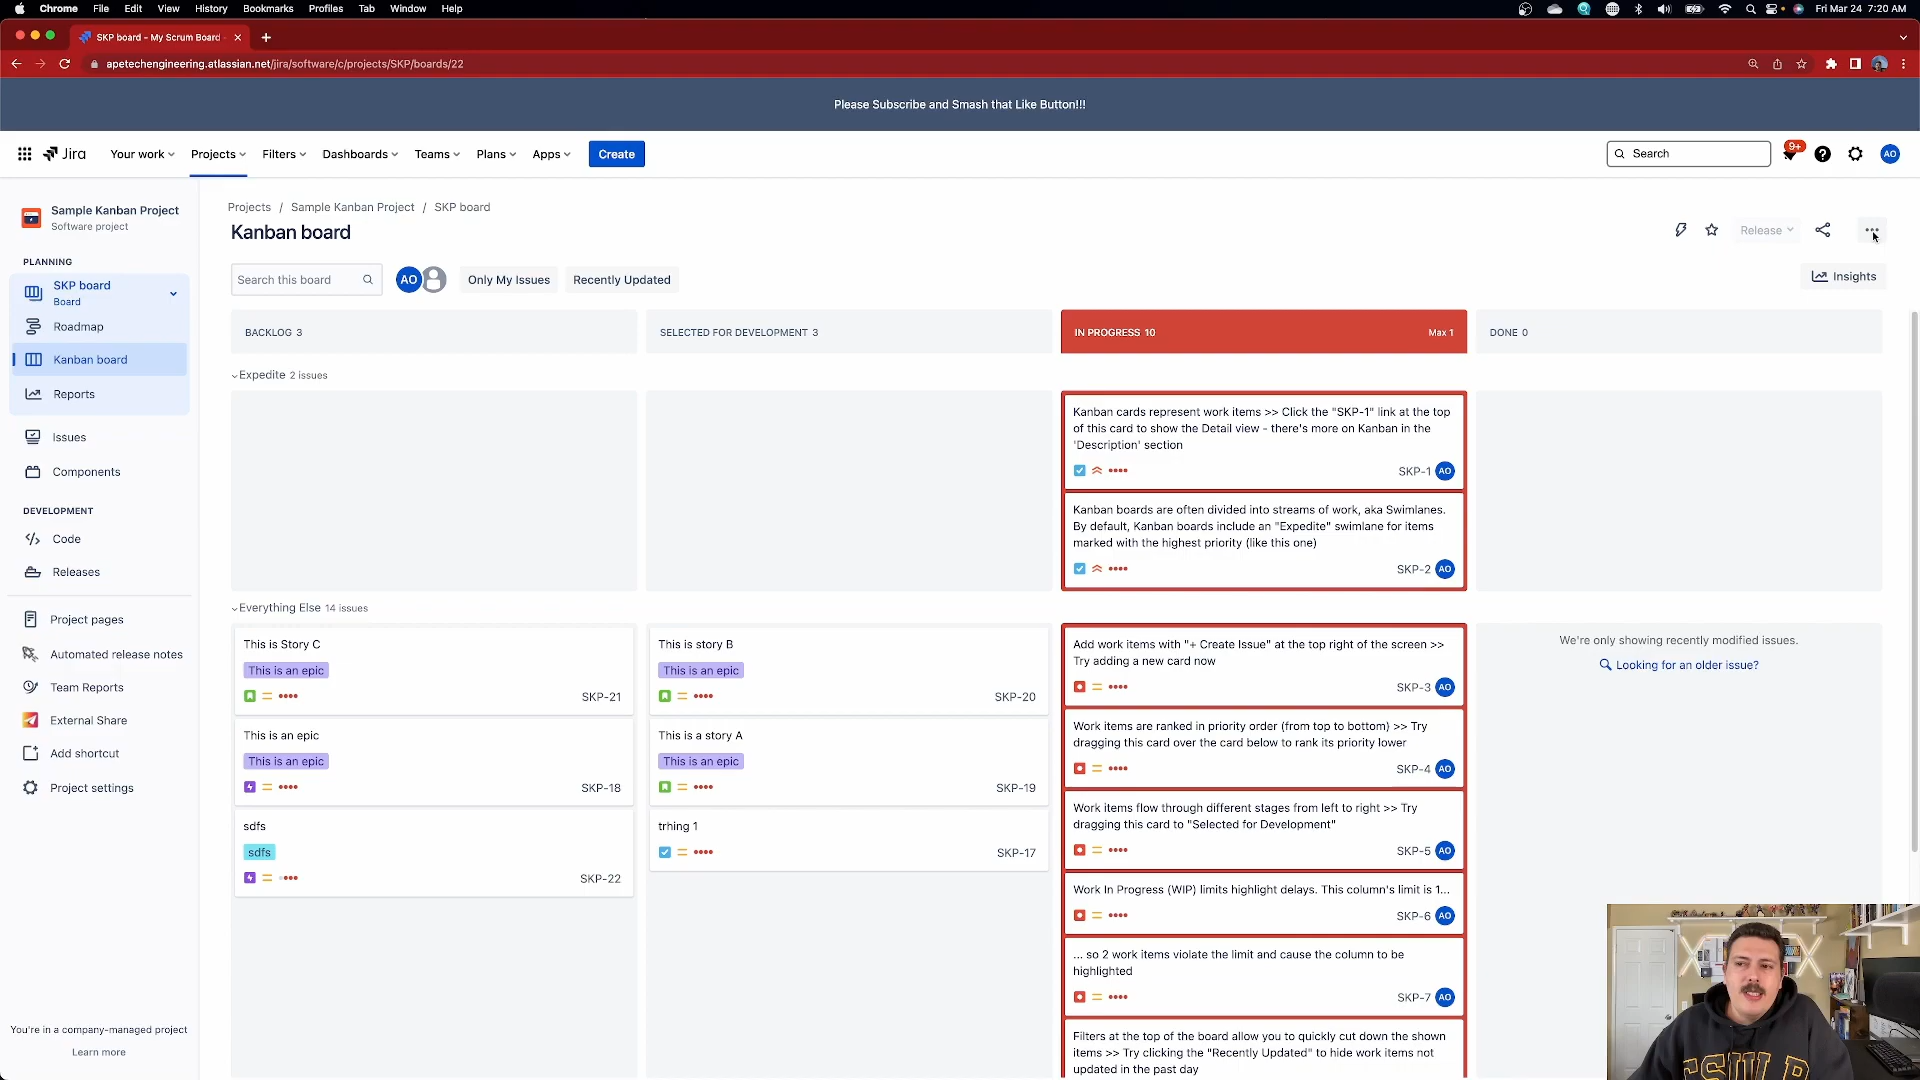 Chrome File Edit View History Bookmarks Profiles Tab Window Help Fri Mar 24 7:20 AM
SKP board - My Scrum Board -
apetechengineering.atlassian.net/jira/software/c/projects/SKP/boards/22
Please Subscribe and Smash that Like Button!!!
Jira Your work Projects Filters Dashboards Teams Plans Apps Create Search 9+ AO
Sample Kanban Project
Software project
PLANNING
SKP board
Board
Roadmap
Kanban board
Reports
Issues
Components
DEVELOPMENT
Code
Releases
Project pages
Automated release notes
Team Reports
External Share
Add shortcut
Project settings
You're in a company-managed project
Learn more
Projects / Sample Kanban Project / SKP board
Kanban board
Release
Search this board AO Only My Issues Recently Updated
Insights
BACKLOG 3 SELECTED FOR DEVELOPMENT 3 IN PROGRESS 10 Max 1 DONE 0
Expedite 2 issues
Kanban cards represent work items >> Click the "SKP-1" link at the top
of this card to show the Detail view - there's more on Kanban in the
'Description' section
SKP-1 AO
Kanban boards are often divided into streams of work, aka Swimlanes.
By default, Kanban boards include an "Expedite" swimlane for items
marked with the highest priority (like this one)
SKP-2 AO
Everything Else 14 issues
This is Story C
This is an epic
SKP-21
This is an epic
This is an epic
SKP-18
sdfs
sdfs
SKP-22
This is story B
This is an epic
SKP-20
This is a story A
This is an epic
SKP-19
trhing 1
SKP-17
Add work items with "+ Create Issue" at the top right of the screen >>
Try adding a new card now
SKP-3 AO
Work items are ranked in priority order (from top to bottom) >> Try
dragging this card over the card below to rank its priority lower
SKP-4 AO
Work items flow through different stages from left to right >> Try
dragging this card to "Selected for Development"
SKP-5 AO
Work In Progress (WIP) limits highlight delays. This column's limit is 1...
SKP-6 AO
... so 2 work items violate the limit and cause the column to be
highlighted
SKP-7 AO
Filters at the top of the board allow you to quickly cut down the shown
items >> Try clicking the "Recently Updated" to hide work items not
updated in the past day
We're only showing recently modified issues.
Looking for an older issue?